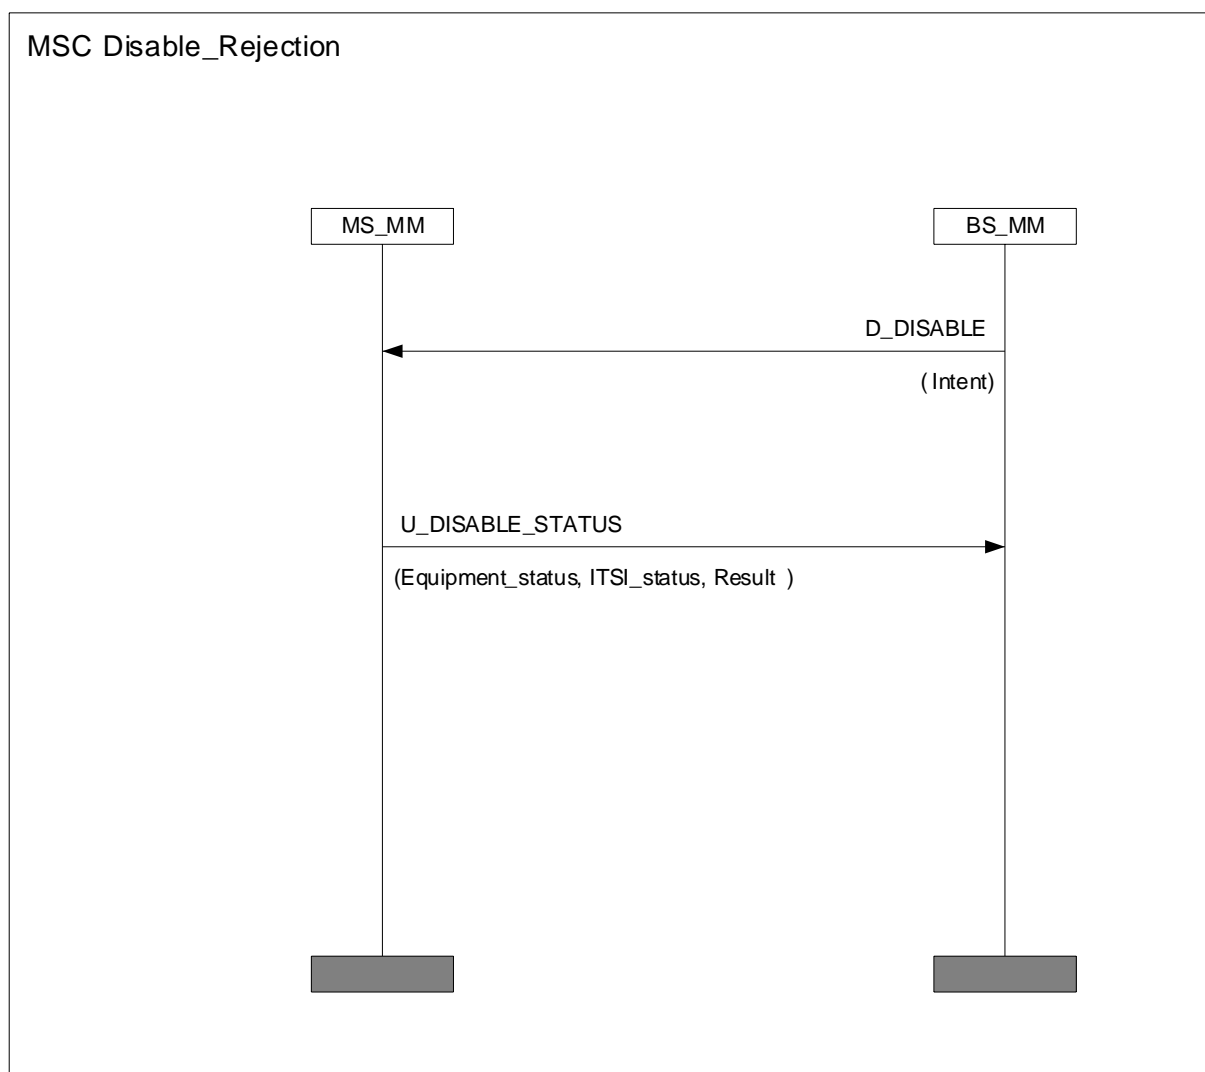 MSC Disable_Rejection
MS_MM
BS_MM
D_DISABLE
( Intent)
U_DISABLE_STATUS
(Equipment_status, ITSI_status, Result )